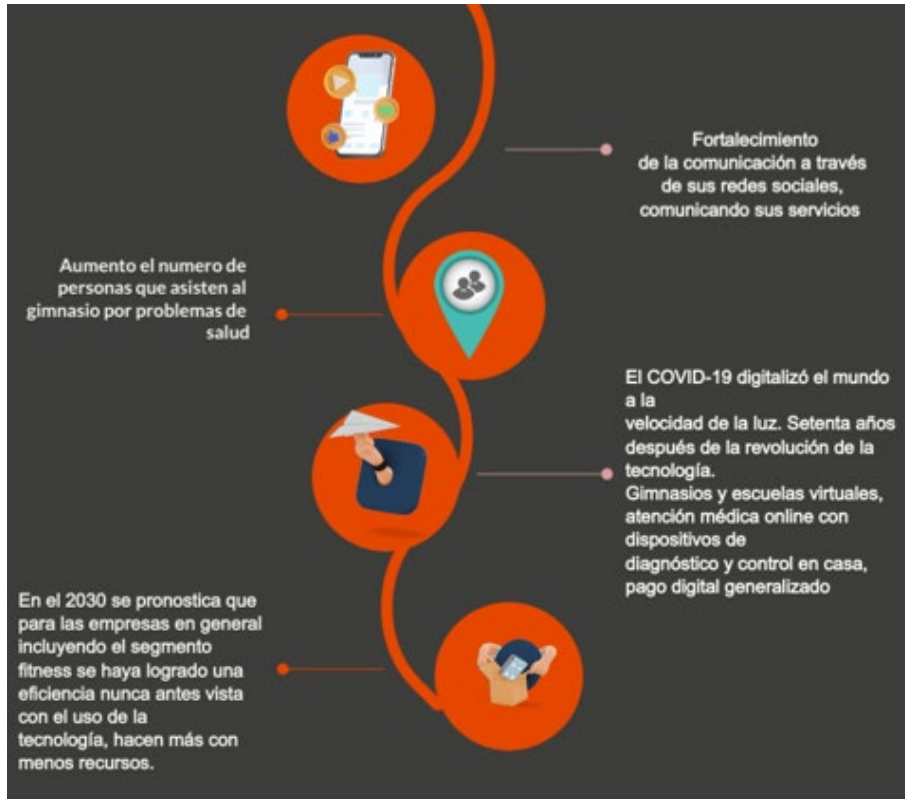 Fortalecimiento
de la comunicación a través
de sus redes sociales,
comunicando sus servicios
Aumento el numero de
personas que asisten al
gimnasio por problemas de
salud
El COVID-19 digitalizó el mundo
a la
velocidad de la luz. Setenta años
después de la revolución de la
tecnología.
Gimnasios y escuelas virtuales,
atención médica online con
dispositivos de
diagnóstico y control en casa,
pago digital generalizado
En el 2030 se pronostica que
para las empresas en general
incluyendo el segmento
fitness se haya logrado una
eficiencia nunca antes vista
con el uso de la
tecnología, hacen más con
menos recursos.